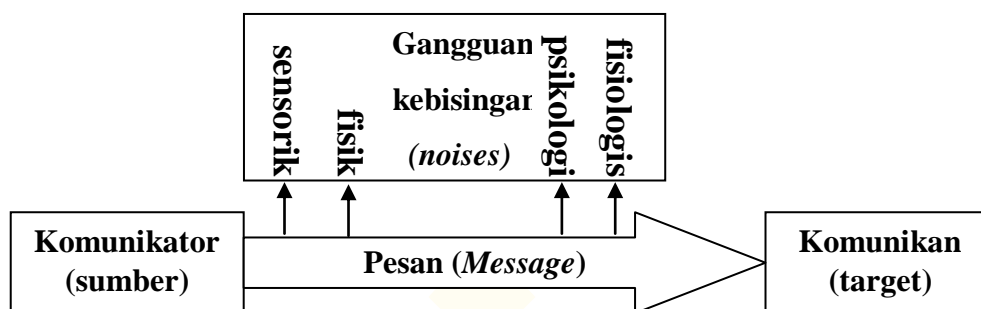 sensorik
fisik
Gangguan
kebisingan
(noises)
psikologi
fisiologis
Komunikator
(sumber)
Pesan (Message)
Komunikan
(target)